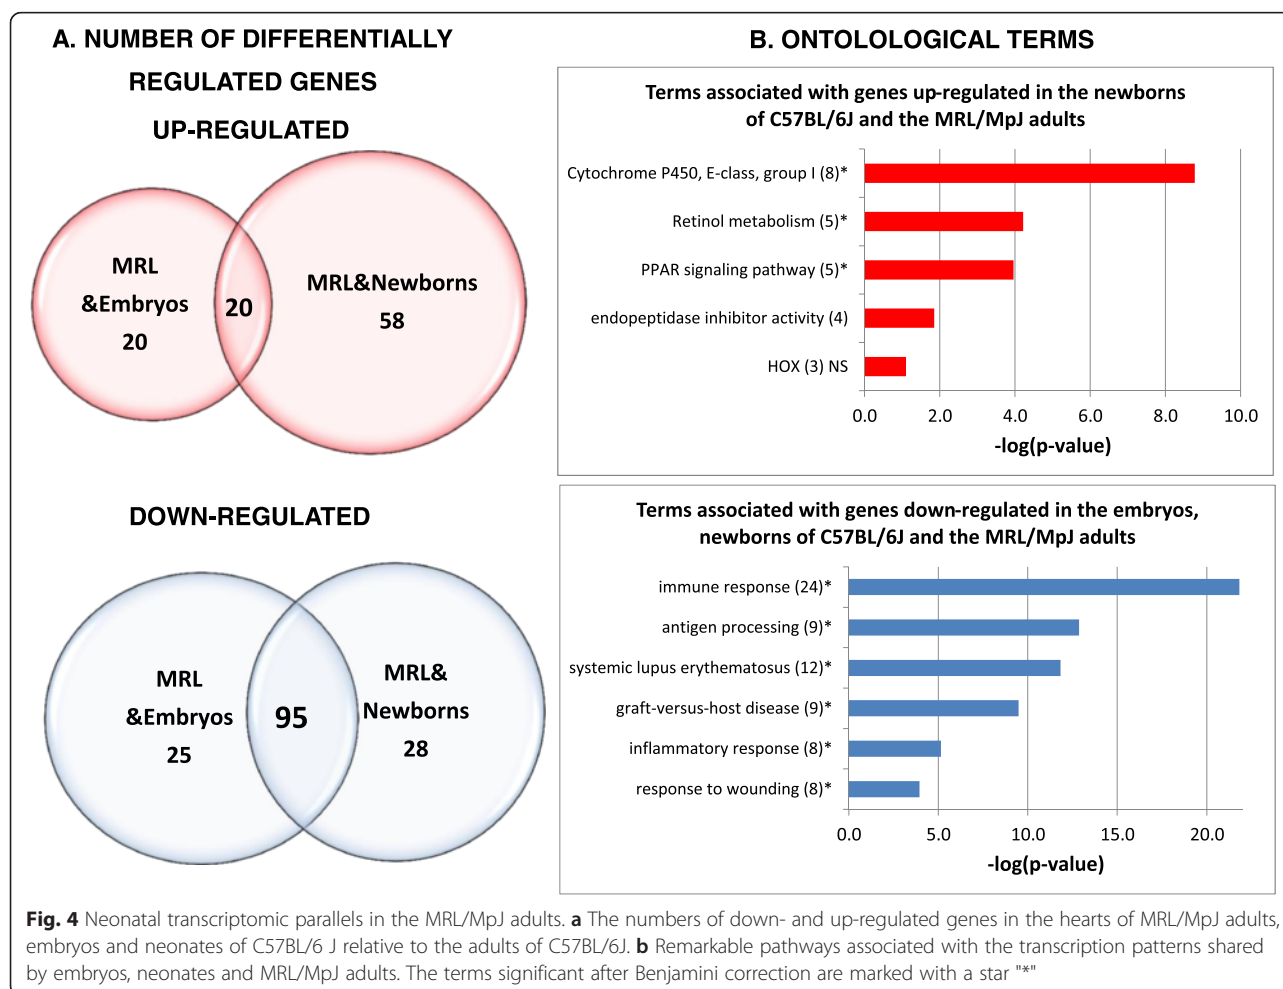 A. NUMBER OF DIFFERENTIALLY
REGULATED GENES
UP-REGULATED
MRL
&Embryos
20
20
MRL&Newborns
58
DOWN-REGULATED
MRL
&Embryos
25
95
MRL&
Newborns
28
B. ONTOLOLOGICAL TERMS
Terms associated with genes up-regulated in the newborns
of C57BL/6J and the MRL/MpJ adults
Cytochrome P450, E-class, group I (8)*
Retinol metabolism (5)*
PPAR signaling pathway (5)*
endopeptidase inhibitor activity (4)
HOX (3) NS
0.0 2.0 4.0 6.0 8.0 10.0
-log(p-value)
Terms associated with genes down-regulated in the embryos,
newborns of C57BL/6J and the MRL/MpJ adults
immune response (24)*
antigen processing (9)*
systemic lupus erythematosus (12)*
graft-versus-host disease (9)*
inflammatory response (8)*
response to wounding (8)*
0.0 5.0 10.0 15.0 20.0
-log(p-value)
Fig. 4 Neonatal transcriptomic parallels in the MRL/MpJ adults. a The numbers of down- and up-regulated genes in the hearts of MRL/MpJ adults,
embryos and neonates of C57BL/6 J relative to the adults of C57BL/6J. b Remarkable pathways associated with the transcription patterns shared
by embryos, neonates and MRL/MpJ adults. The terms significant after Benjamini correction are marked with a star "*"